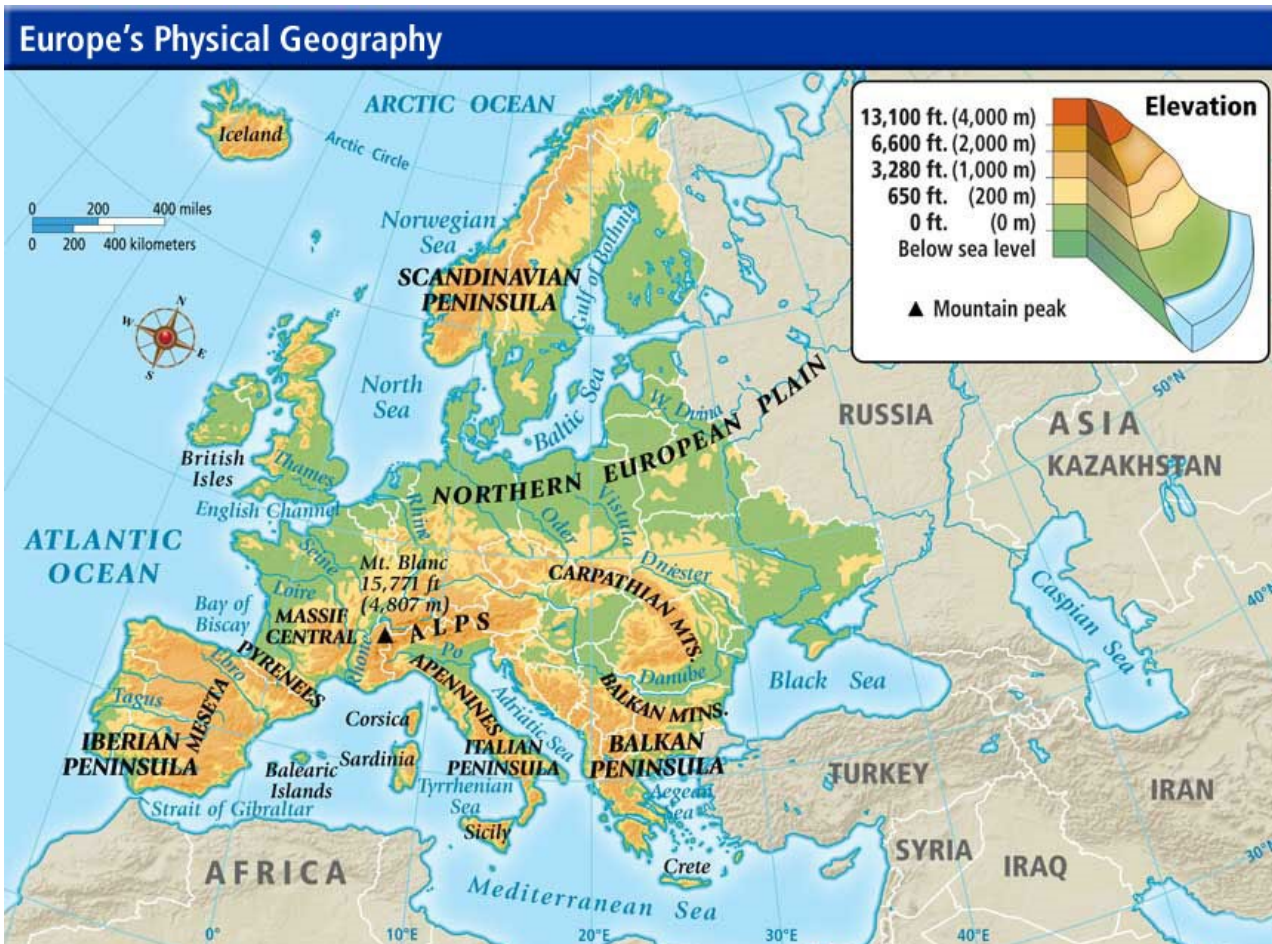 Europe's Physical Geography
ARCTIC OCEAN
Iceland
Arctic Circle
Elevation
13,100 ft. (4,000 m)
6,600 ft. (2,000 m)
3,280 ft. (1,000 m)
650 ft. (200 m)
0 ft. (0 m)
Below sea level
▲ Mountain peak
0 200 400 miles
0 200 400 kilometers
N
W
E
S
Norwegian
Sea
SCANDINAVIAN
PENINSULA
Gulf of Bothnia
North
Sea
Baltic Sea
W. Dvina
NORTHERN EUROPEAN PLAIN
RUSSIA
ASIA
KAZAKHSTAN
50°N
British
Isles
Thames
English Channel
Rhine
Oder
Vistula
Dniester
ATLANTIC
OCEAN
Seine
Loire
Mt. Blanc
15,771 ft
(4,807 m)
CARPATHIAN MTS.
Caspian Sea
40°N
Bay of
Biscay
MASSIF
CENTRAL
ALPS
Rhone
Po
PYRENEES
Ebro
Tagus
MESETA
IBERIAN
PENINSULA
APENNINES
Adriatic Sea
Danube
BALKAN MTNS.
Black Sea
Corsica
Sardinia
ITALIAN
PENINSULA
BALKAN
PENINSULA
Balearic
Islands
Tyrrhenian
Sea
Aegean
Sea
TURKEY
IRAN
Strait of Gibraltar
Sicily
Crete
SYRIA
IRAQ
30°N
AFRICA
Mediterranean Sea
0°
10°E
20°E
30°E
40°E